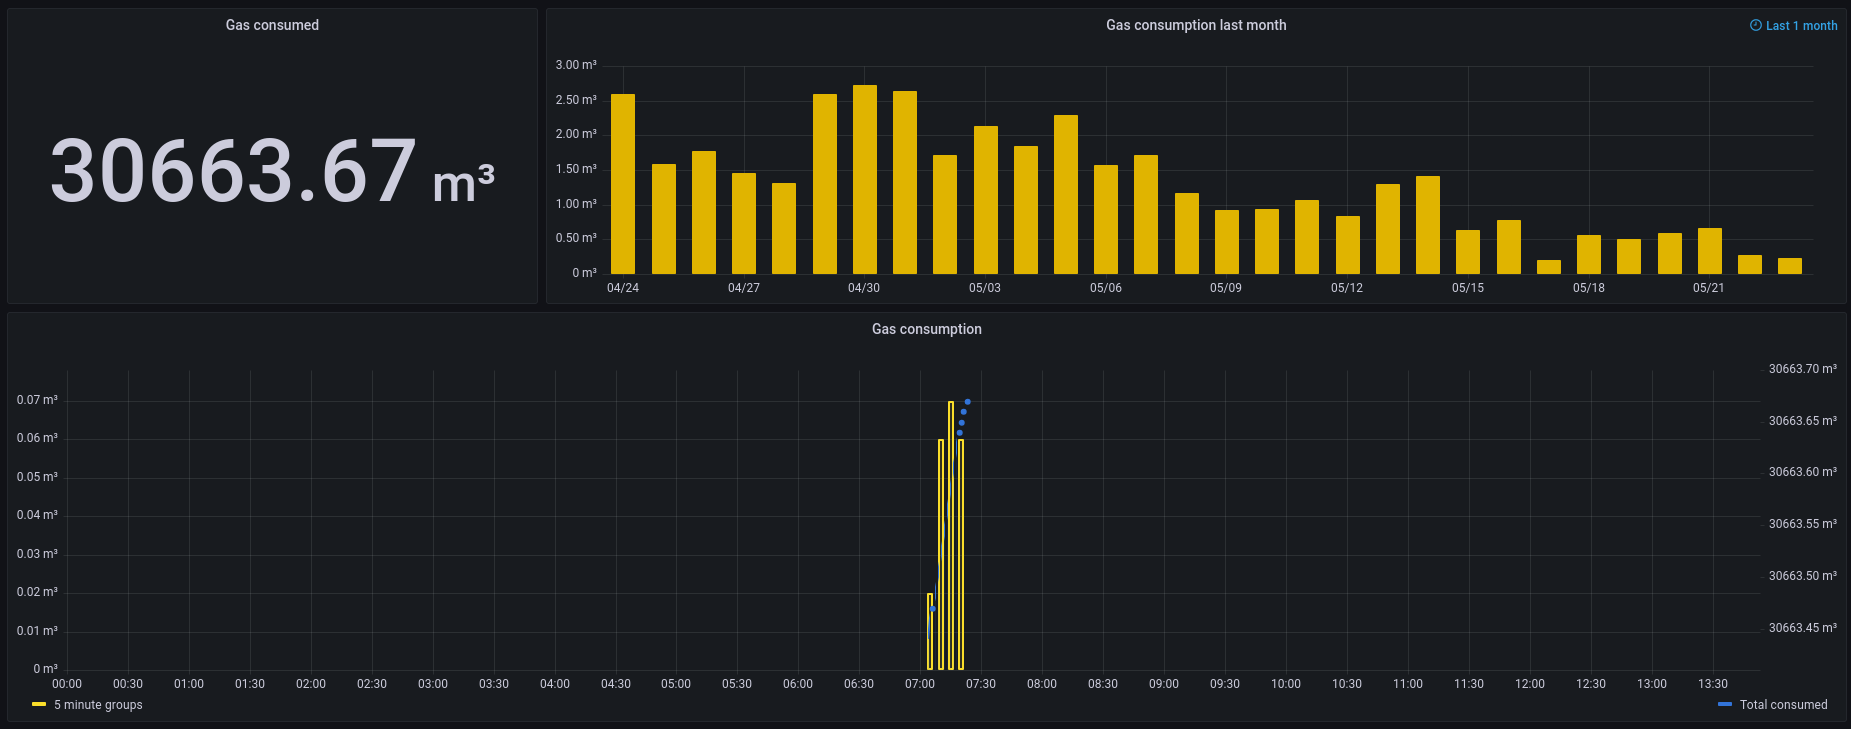 Gas consumed
30663.67 m³
Gas consumption last month
Last 1 month
3.00 m³
2.50 m³
2.00 m³
1.50 m³
1.00 m³
0.50 m³
0 m³
04/24 04/27 04/30 05/03 05/06 05/09 05/12 05/15 05/18 05/21
Gas consumption
0.07 m³
0.06 m³
0.05 m³
0.04 m³
0.03 m³
0.02 m³
0.01 m³
0 m³
30663.70 m³
30663.65 m³
30663.60 m³
30663.55 m³
30663.50 m³
30663.45 m³
00:00 00:30 01:00 01:30 02:00 02:30 03:00 03:30 04:00 04:30 05:00 05:30 06:00 06:30 07:00 07:30 08:00 08:30 09:00 09:30 10:00 10:30 11:00 11:30 12:00 12:30 13:00 13:30
5 minute groups
Total consumed